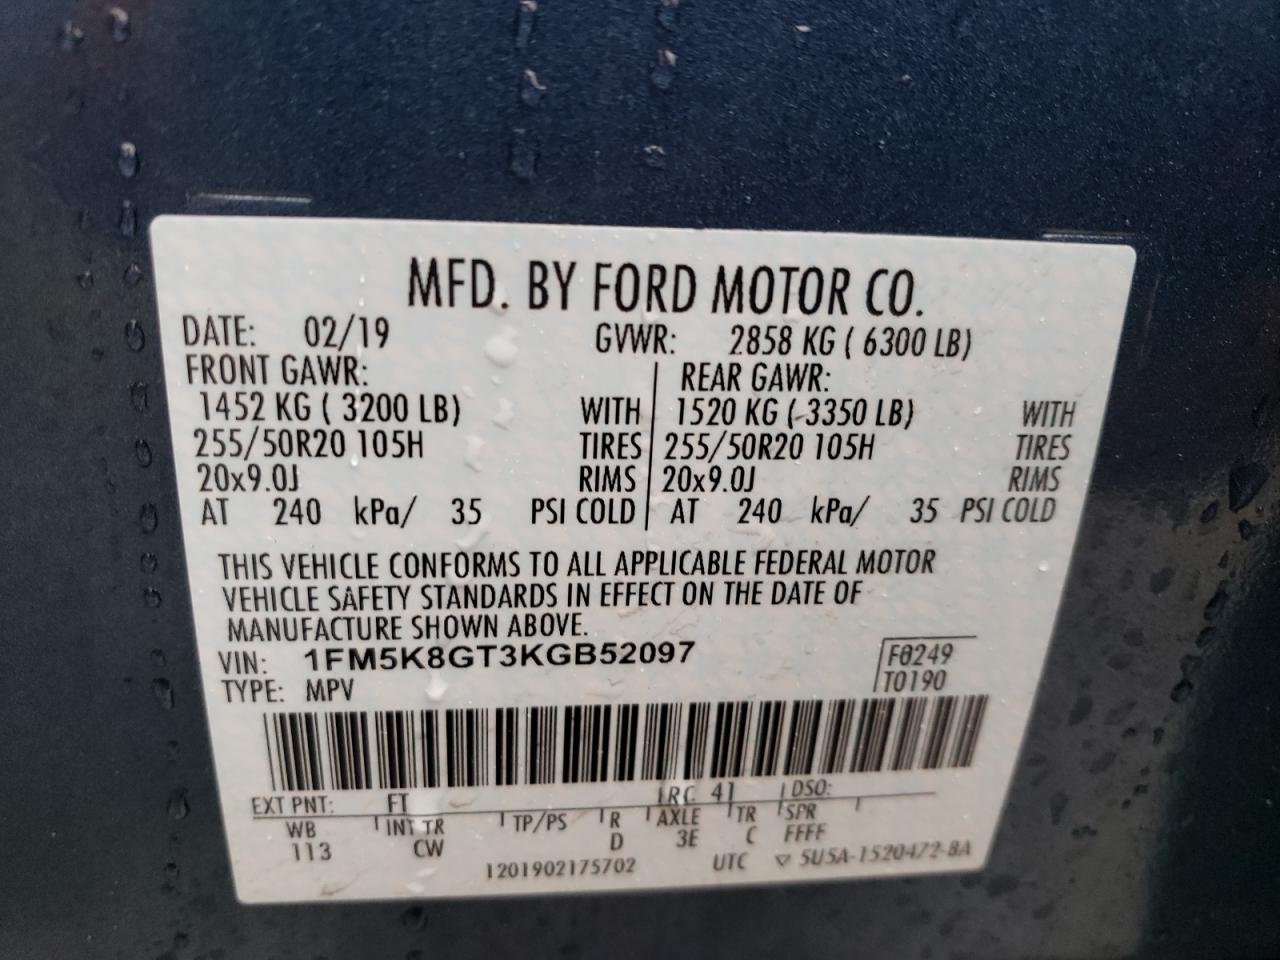 MFD. BY FORD MOTOR CO.
DATE: 02/19 GVWR: 2858 KG ( 6300 LB)
FRONT GAWR: REAR GAWR:
1452 KG ( 3200 LB) WITH 1520 KG ( 3350 LB) WITH
255/50R20 105H TIRES 255/50R20 105H TIRES
20x9.0J RIMS 20x9.0J RIMS
AT 240 kPa/ 35 PSI COLD AT 240 kPa/ 35 PSI COLD
THIS VEHICLE CONFORMS TO ALL APPLICABLE FEDERAL MOTOR
VEHICLE SAFETY STANDARDS IN EFFECT ON THE DATE OF
MANUFACTURE SHOWN ABOVE.
VIN: 1FM5K8GT3KGB52097 F0249
TYPE: MPV T0190
EXT PNT: FT RC 41 DSO:
WB INT TR TP/PS R AXLE TR SPR
113 CW D 3E C FFFF
1201902175702 UTC ▽ 5U5A-1520472-BA